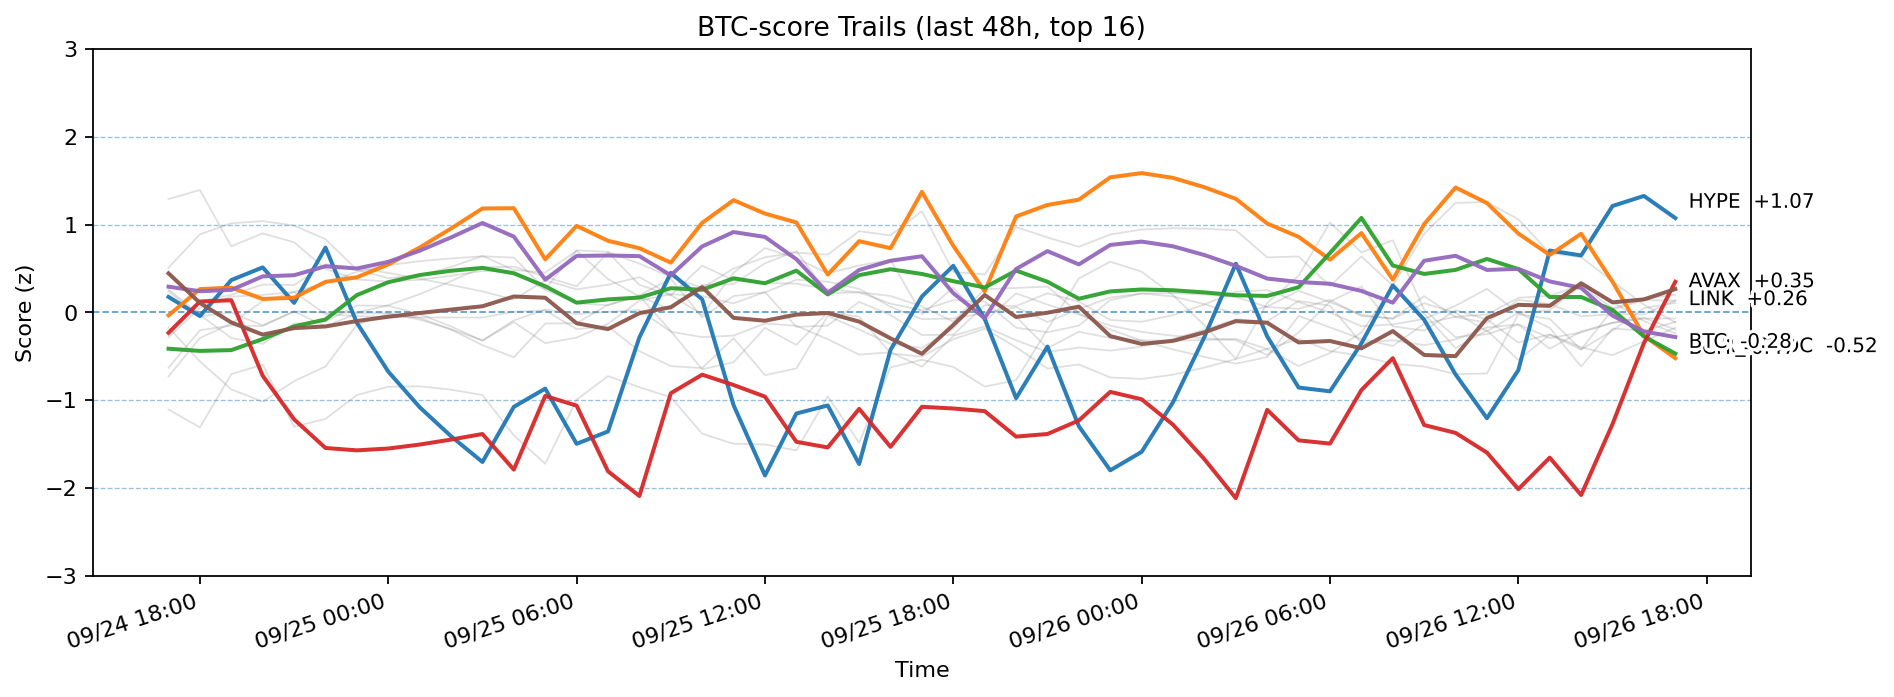 BTC-score Trails (last 48h, top 16)
Score (z)
3
2
1
0
−1
−2
−3
HYPE +1.07
AVAX +0.35
LINK +0.26
BTC -0.28
-0.52
09/24 18:00
09/25 00:00
09/25 06:00
09/25 12:00
09/25 18:00
09/26 00:00
09/26 06:00
09/26 12:00
09/26 18:00
Time